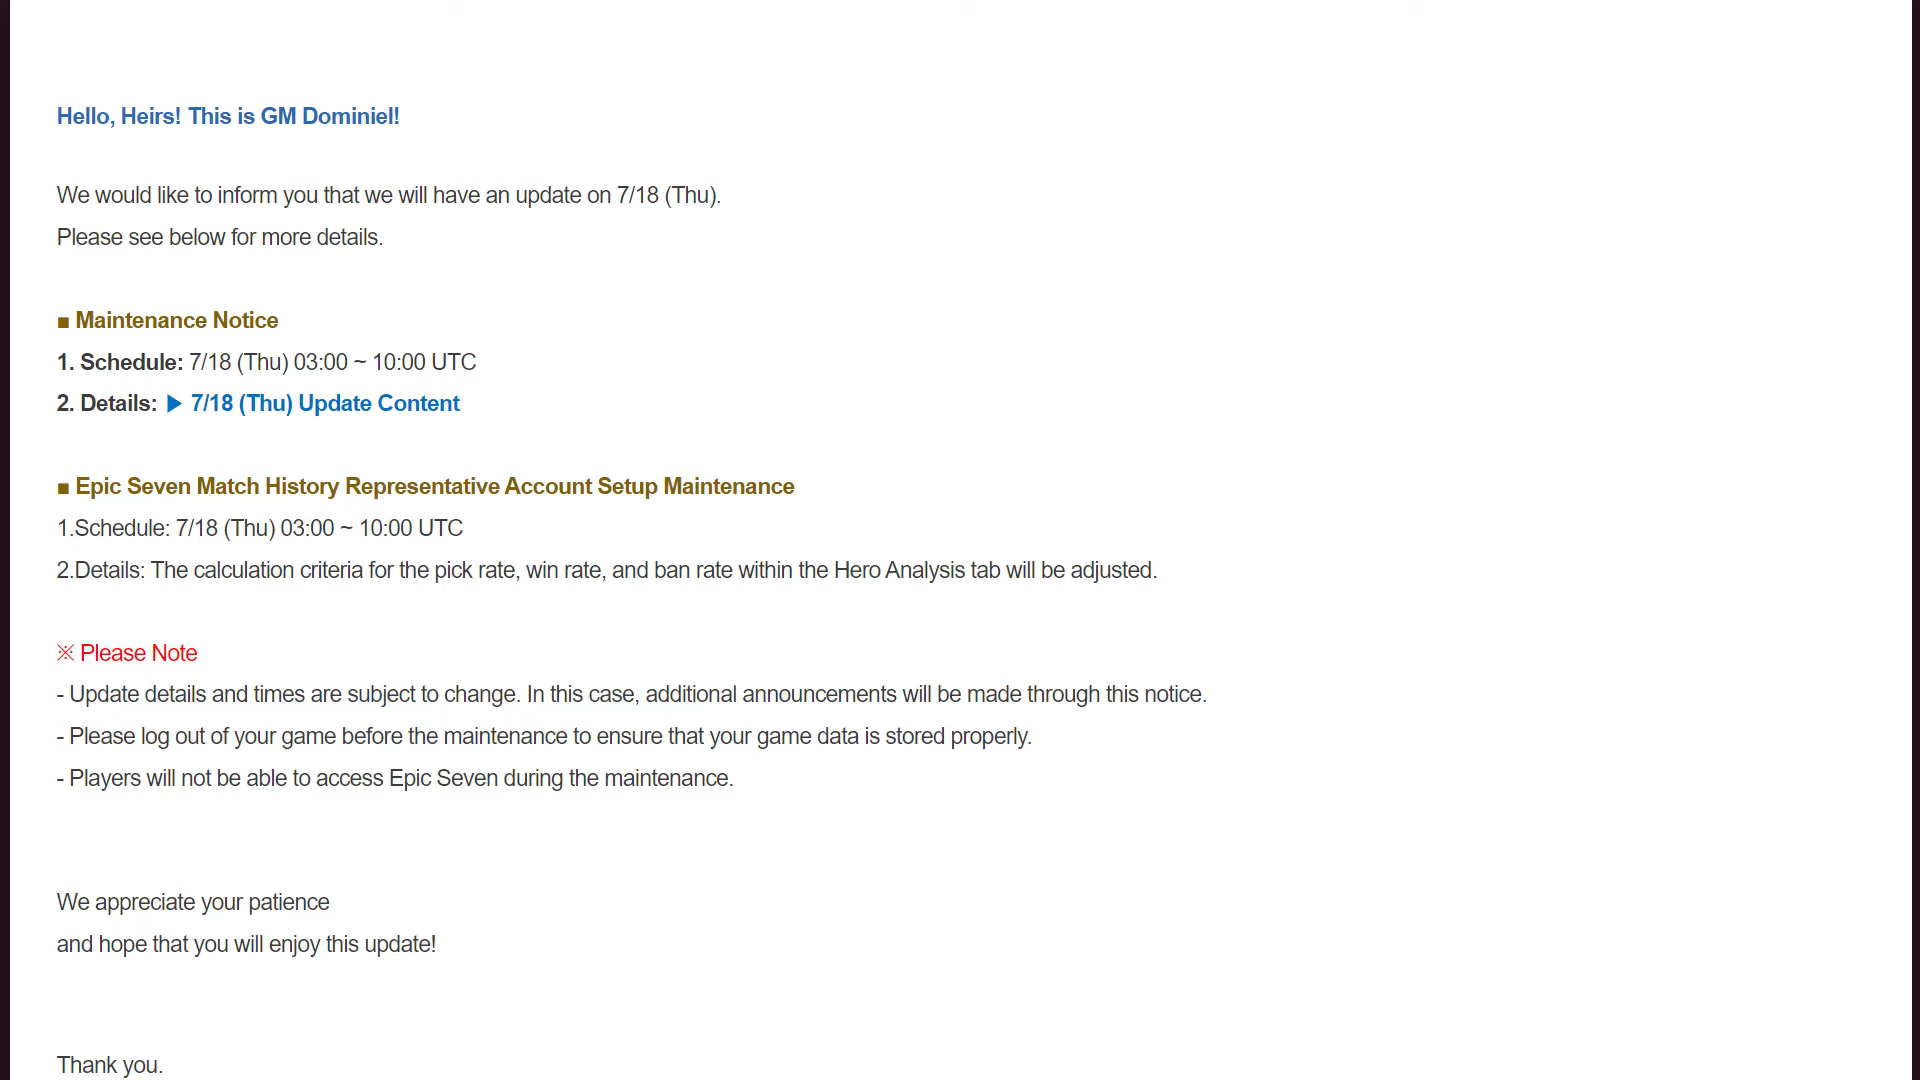 Hello, Heirs! This is GM Dominiel!
We would like to inform you that we will have an update on 7/18 (Thu).
Please see below for more details.
■ Maintenance Notice
1. Schedule: 7/18 (Thu) 03:00 ~ 10:00 UTC
2. Details: ▶ 7/18 (Thu) Update Content
■ Epic Seven Match History Representative Account Setup Maintenance
1.Schedule: 7/18 (Thu) 03:00 ~ 10:00 UTC
2.Details: The calculation criteria for the pick rate, win rate, and ban rate within the Hero Analysis tab will be adjusted.
※ Please Note
- Update details and times are subject to change. In this case, additional announcements will be made through this notice.
- Please log out of your game before the maintenance to ensure that your game data is stored properly.
- Players will not be able to access Epic Seven during the maintenance.
We appreciate your patience
and hope that you will enjoy this update!
Thank you.